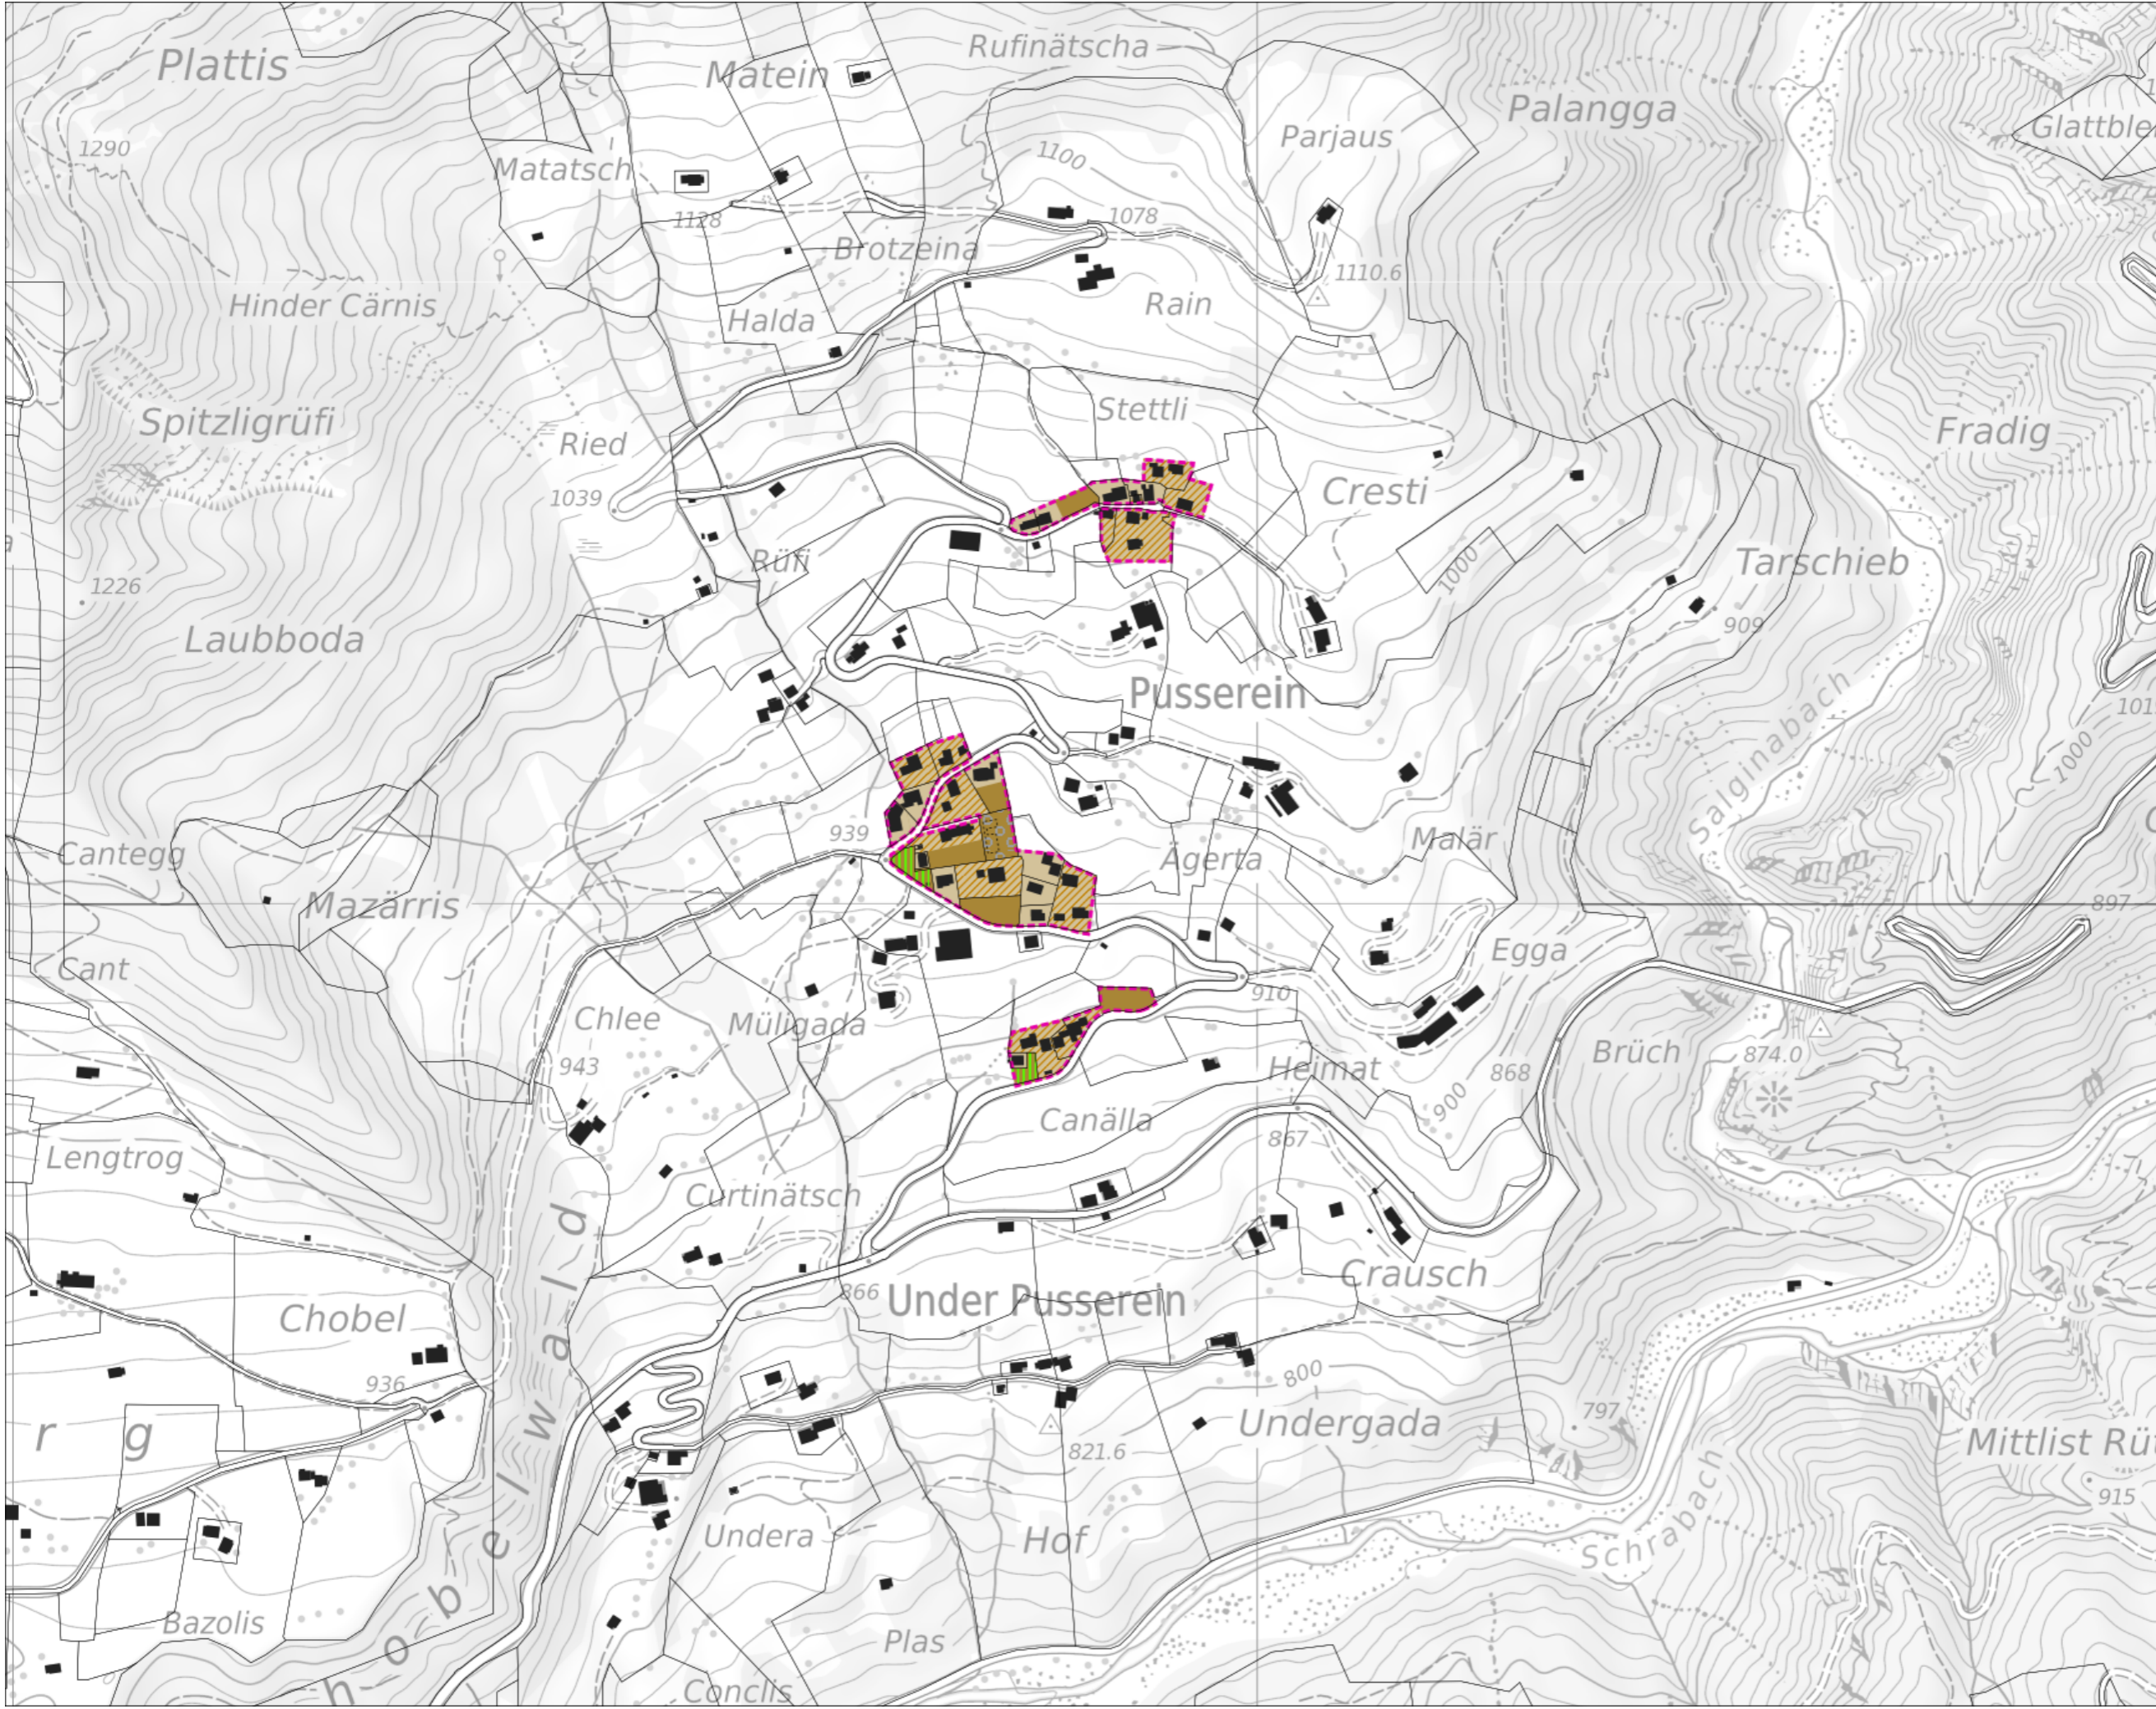 Plattis
Matein
Rufinätscha
Palangga
Parjaus
1290
Matatsch
1100
1128
1078
Brotzeina
1110.6
Hinder Cärnis
Halda
Rain
Spitzligrüfi
Ried
Stettli
Fradig
1039
Cresti
Rüfi
1000
Tarschieb
1226
Laubboda
909
Pusserein
Salginabach
1000
939
Malär
Cantegg
Ägerta
Mazärris
897
Cant
Egga
910
Chlee
Müligada
943
Heimat
868
Brüch
874.0
900
Canälla
867
Lengtrog
Curtinätsch
Crausch
866
Under Pusserein
Chobel
936
800
797
r g
Undergada
821.6
915
Undera
Hof
Schrabach
Bazolis
Plas
hobelwald
Conclis